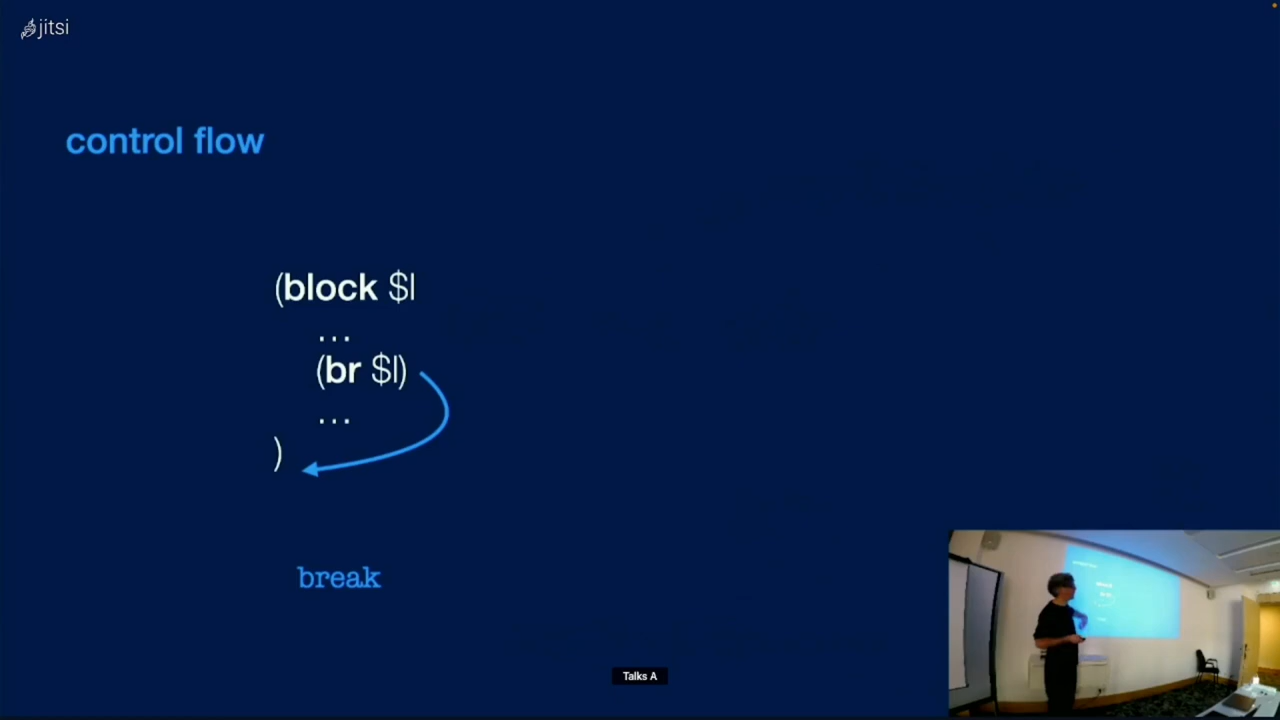 jitsi
control flow
(block $l
...
(br $l)
...
)
break
Talks A